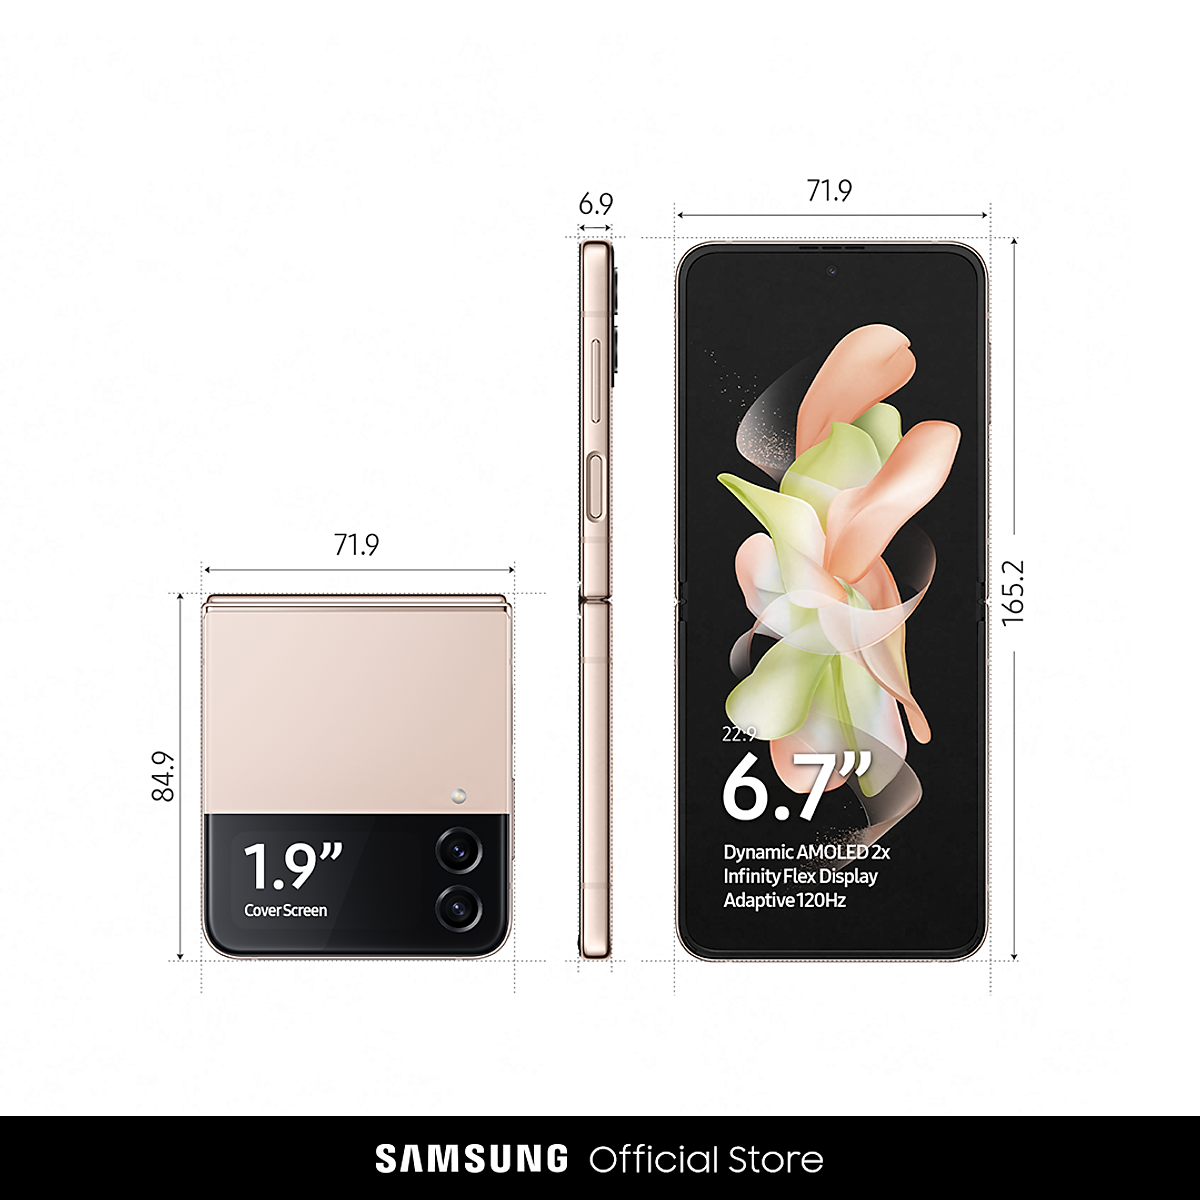 6.9
71.9
165.2
22:9
6.7”
Dynamic AMOLED 2x
Infinity Flex Display
Adaptive 120Hz
71.9
84.9
1.9”
Cover Screen
SAMSUNG Official Store